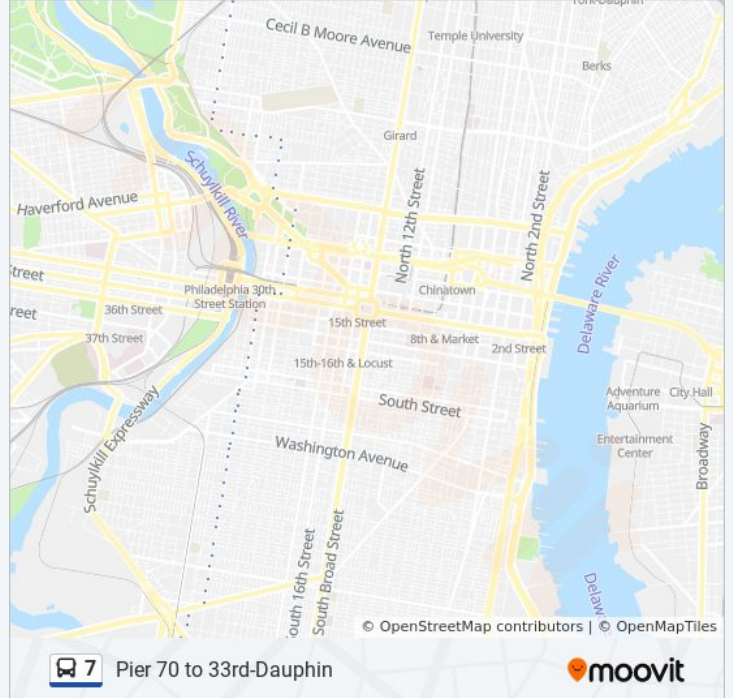 York-Dauphin
Cecil B Moore Avenue
Temple University
Berks
Girard
Schuylkill River
Haverford Avenue
North 12th Street
North 2nd Street
Delaware River
Philadelphia 30th
Street Station
Chinatown
Street
36th Street
reet
15th Street
37th Street
8th & Market
2nd Street
15th-16th & Locust
Adventure
Aquarium
City Hall
South Street
Schuylkill Expressway
Washington Avenue
Entertainment
Center
Broadway
outh 16th Street
South Broad Street
Delaw
© OpenStreetMap contributors | © OpenMapTiles
7 Pier 70 to 33rd-Dauphin
moovit